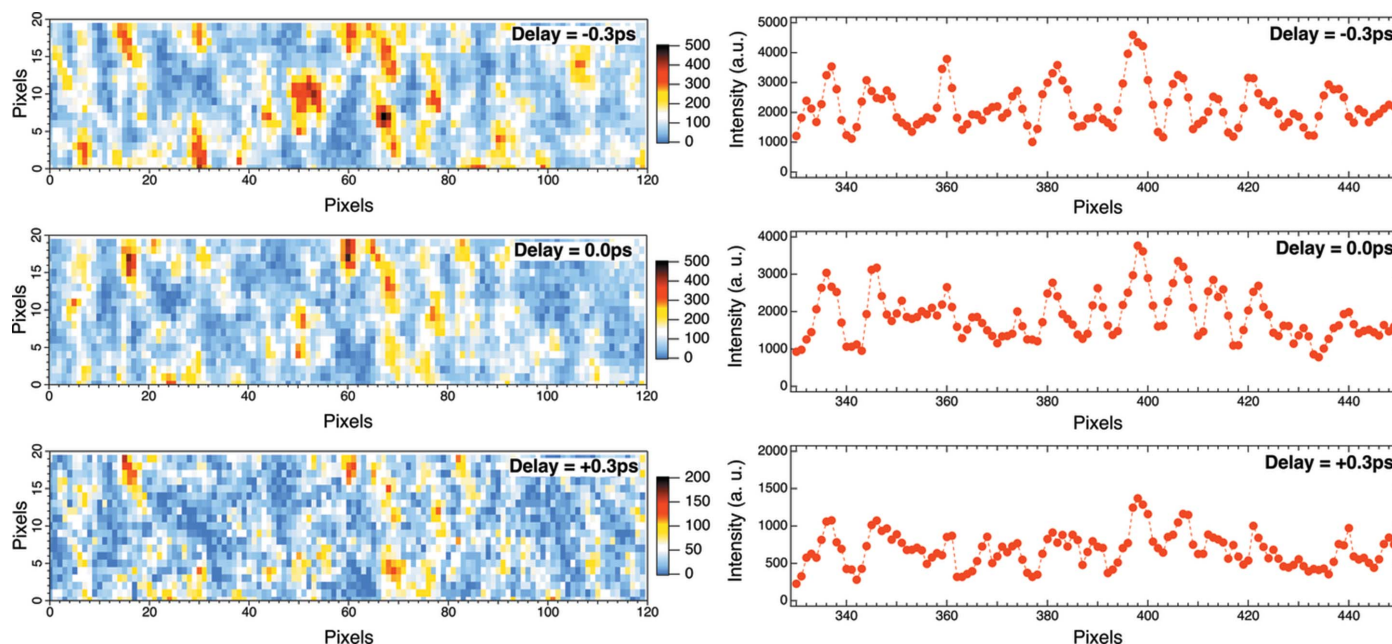 Delay = -0.3ps
20
15
10
5
0
Pixels
0 20 40 60 80 100 120
Pixels
500
400
300
200
100
0
Delay = -0.3ps
5000
4000
3000
2000
1000
0
Intensity (a.u.)
340 360 380 400 420 440
Pixels
Delay = 0.0ps
20
15
10
5
0
Pixels
0 20 40 60 80 100 120
Pixels
500
400
300
200
100
0
Delay = 0.0ps
4000
3000
2000
1000
0
Intensity (a. u.)
340 360 380 400 420 440
Pixels
Delay = +0.3ps
20
15
10
5
0
Pixels
0 20 40 60 80 100 120
Pixels
200
150
100
50
0
Delay = +0.3ps
2000
1500
1000
500
0
Intensity (a. u.)
340 360 380 400 420 440
Pixels